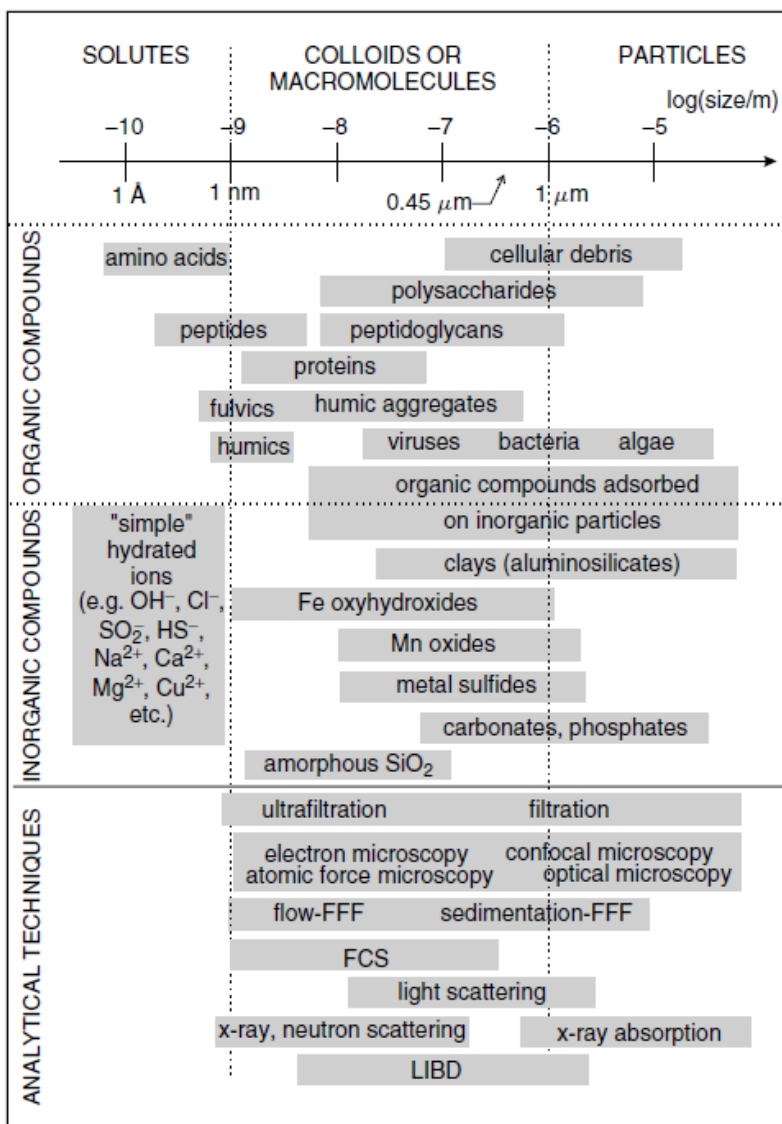 SOLUTES
COLLOIDS OR
MACROMOLECULES
PARTICLES
log(size/m)
–10 –9 –8 –7 –6 –5
1 Å 1 nm 0.45 μm 1 μm
ORGANIC COMPOUNDS
amino acids
cellular debris
polysaccharides
peptides
peptidoglycans
proteins
fulvics humic aggregates
humics
viruses bacteria algae
organic compounds adsorbed
on inorganic particles
INORGANIC COMPOUNDS
"simple"
hydrated
ions
(e.g. OH⁻, Cl⁻,
SO₂⁻, HS⁻,
Na²⁺, Ca²⁺,
Mg²⁺, Cu²⁺,
etc.)
clays (aluminosilicates)
Fe oxyhydroxides
Mn oxides
metal sulfides
carbonates, phosphates
amorphous SiO₂
ANALYTICAL TECHNIQUES
ultrafiltration filtration
electron microscopy confocal microscopy
atomic force microscopy optical microscopy
flow-FFF sedimentation-FFF
FCS
light scattering
x-ray, neutron scattering x-ray absorption
LIBD